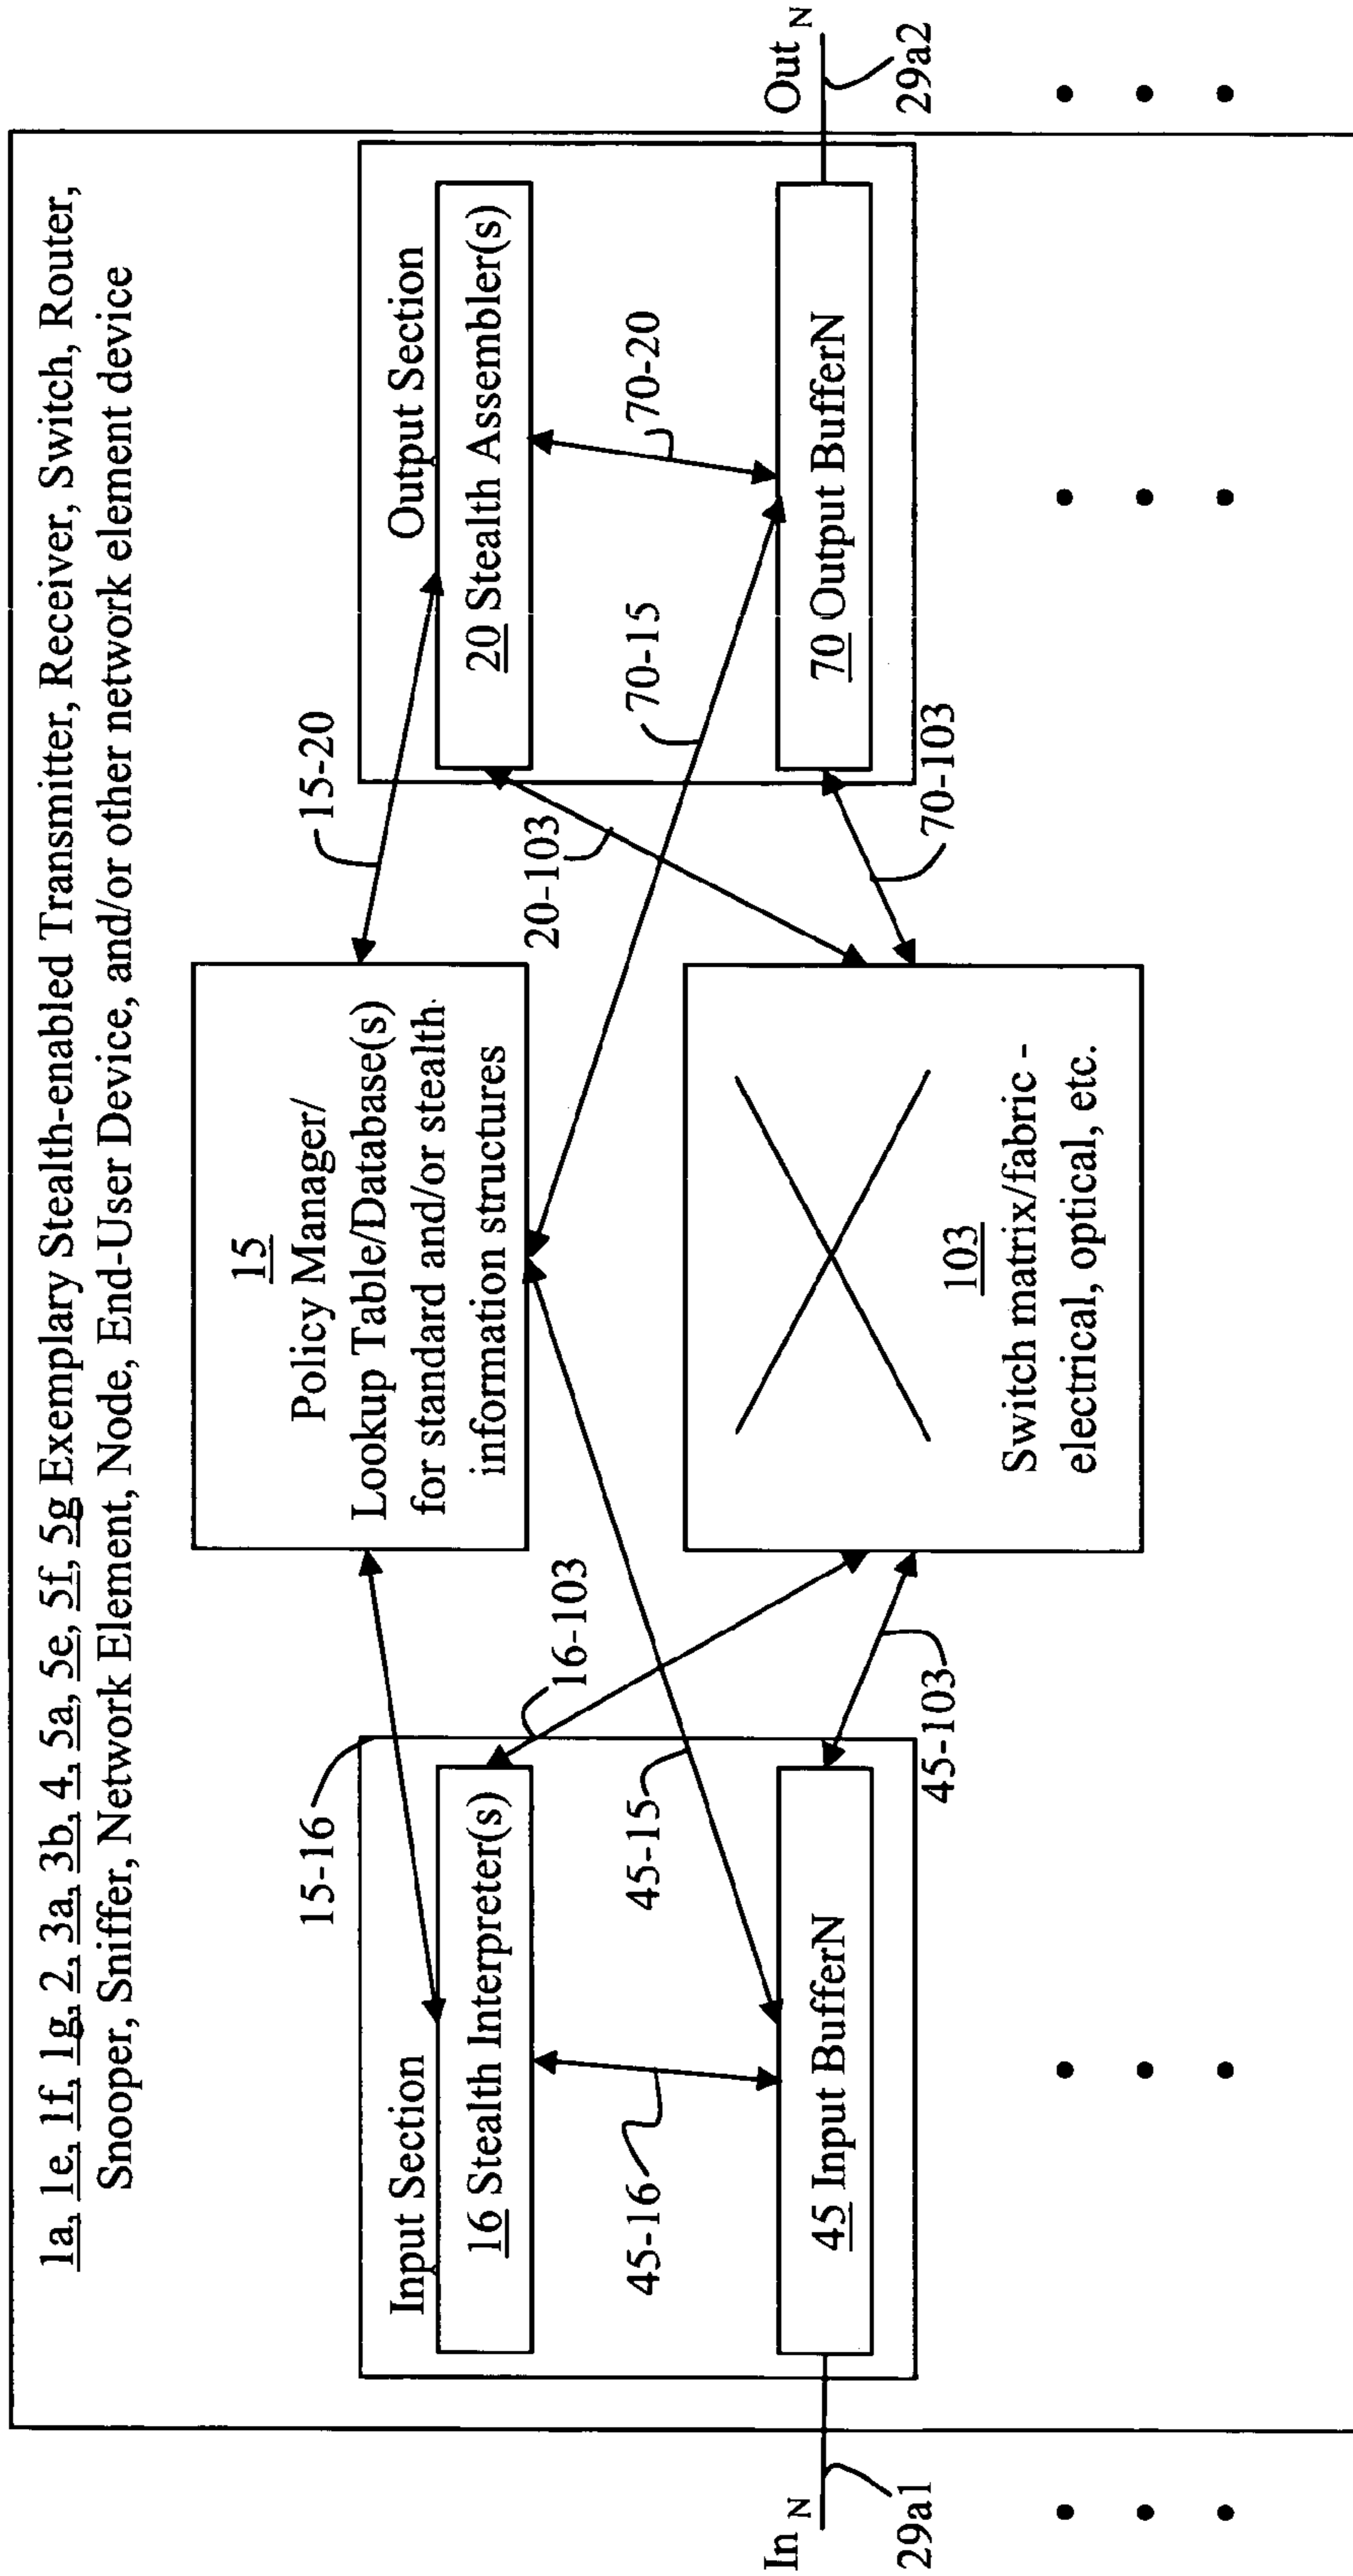 1a, 1e, 1f, 1g, 2, 3a, 3b, 4, 5a, 5e, 5f, 5g Exemplary Stealth-enabled Transmitter, Receiver, Switch, Router,
Snooper, Sniffer, Network Element, Node, End-User Device, and/or other network element device
15-16
Input Section
16 Stealth Interpreter(s)
16-103
45-16
45-15
45 Input BufferN
45-103
In N
29a1
15
Policy Manager/
Lookup Table/Database(s)
for standard and/or stealth
information structures
103
Switch matrix/fabric -
electrical, optical, etc.
15-20
20-103
Output Section
20 Stealth Assembler(s)
70-15
70-20
70 Output BufferN
70-103
Out N
29a2